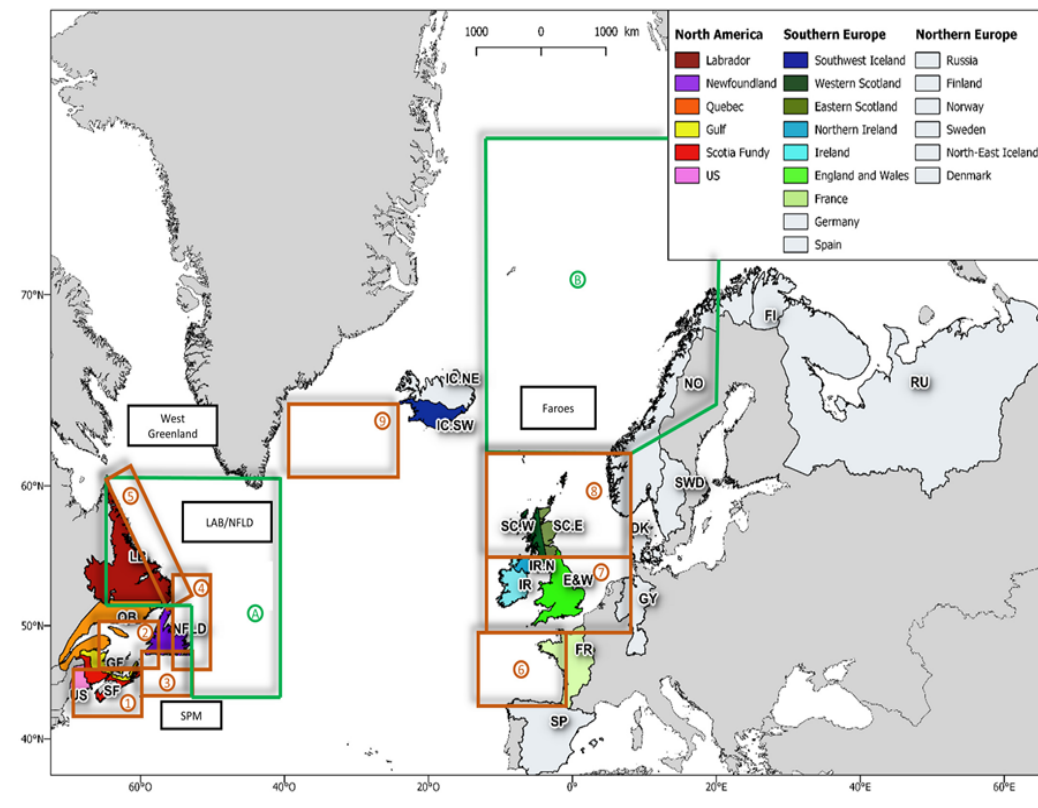 1000 0 1000 km
North America
Labrador
Newfoundland
Quebec
Gulf
Scotia Fundy
US
Southern Europe
Southwest Iceland
Western Scotland
Eastern Scotland
Northern Ireland
Ireland
England and Wales
France
Germany
Spain
Northern Europe
Russia
Finland
Norway
Sweden
North-East Iceland
Denmark
B
70°N
FI
IC.NE
NO
RU
Faroes
9
IC.SW
West
Greenland
60°N
5
8
SWD
LAB/NFLD
SC.W
SC.E
DK
IR.N
7
4
IR
E&W
GY
A
50°N
QB
2
NFLD
FR
GF
6
3
US
SF
1
SPM
SP
40°N
60°W
40°W
20°W
0°
20°E
40°E
60°E